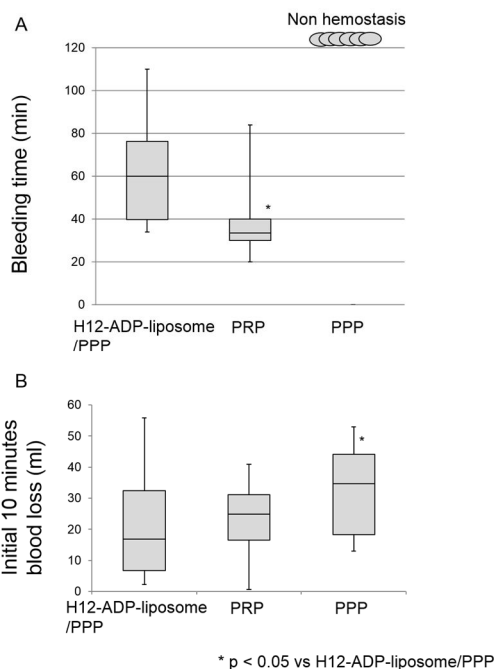 A
Non hemostasis
120
120
80
60
40
20
0
Bleeding time (min)
*
H12-ADP-liposome
/PPP
PRP
PPP
B
60
50
40
30
20
10
0
Initial 10 minutes
blood loss (ml)
*
H12-ADP-liposome
/PPP
PRP
PPP
* p < 0.05 vs H12-ADP-liposome/PPP